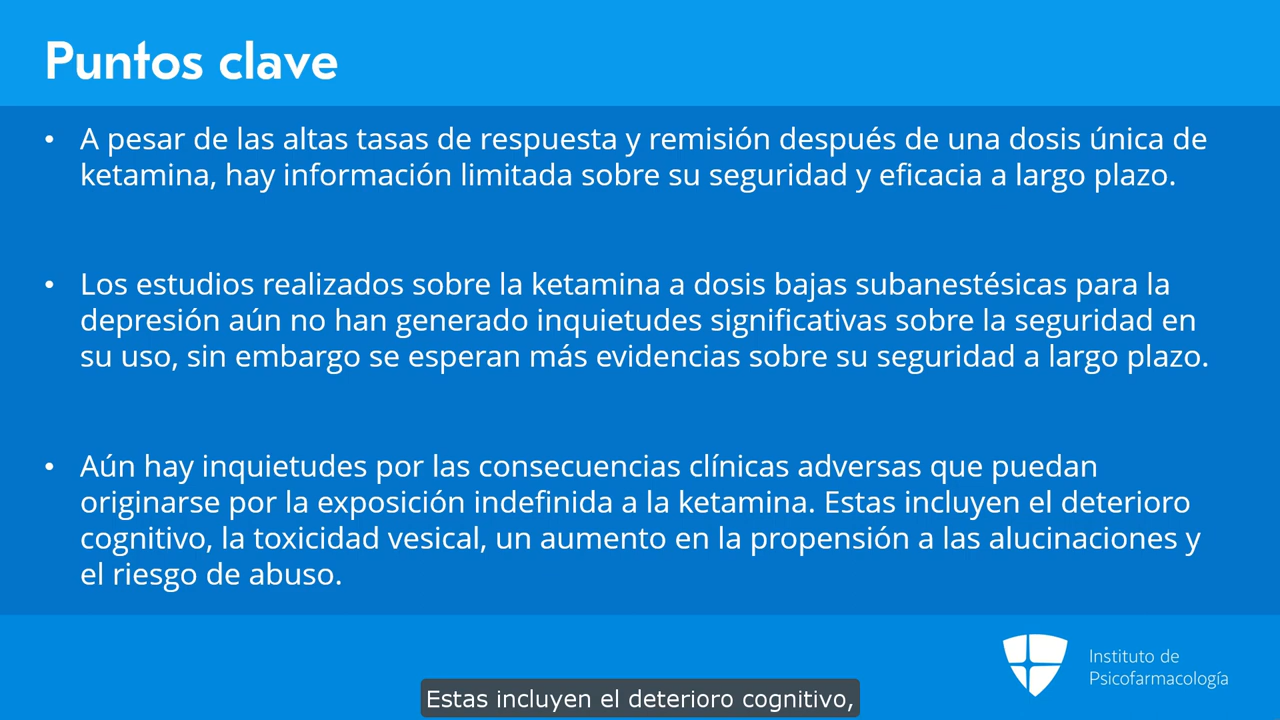 Puntos clave
• A pesar de las altas tasas de respuesta y remisión después de una dosis única de
ketamina, hay información limitada sobre su seguridad y eficacia a largo plazo.
• Los estudios realizados sobre la ketamina a dosis bajas subanestésicas para la
depresión aún no han generado inquietudes significativas sobre la seguridad en
su uso, sin embargo se esperan más evidencias sobre su seguridad a largo plazo.
• Aún hay inquietudes por las consecuencias clínicas adversas que puedan
originarse por la exposición indefinida a la ketamina. Estas incluyen el deterioro
cognitivo, la toxicidad vesical, un aumento en la propensión a las alucinaciones y
el riesgo de abuso.
Instituto de
Psicofarmacología
Estas incluyen el deterioro cognitivo,